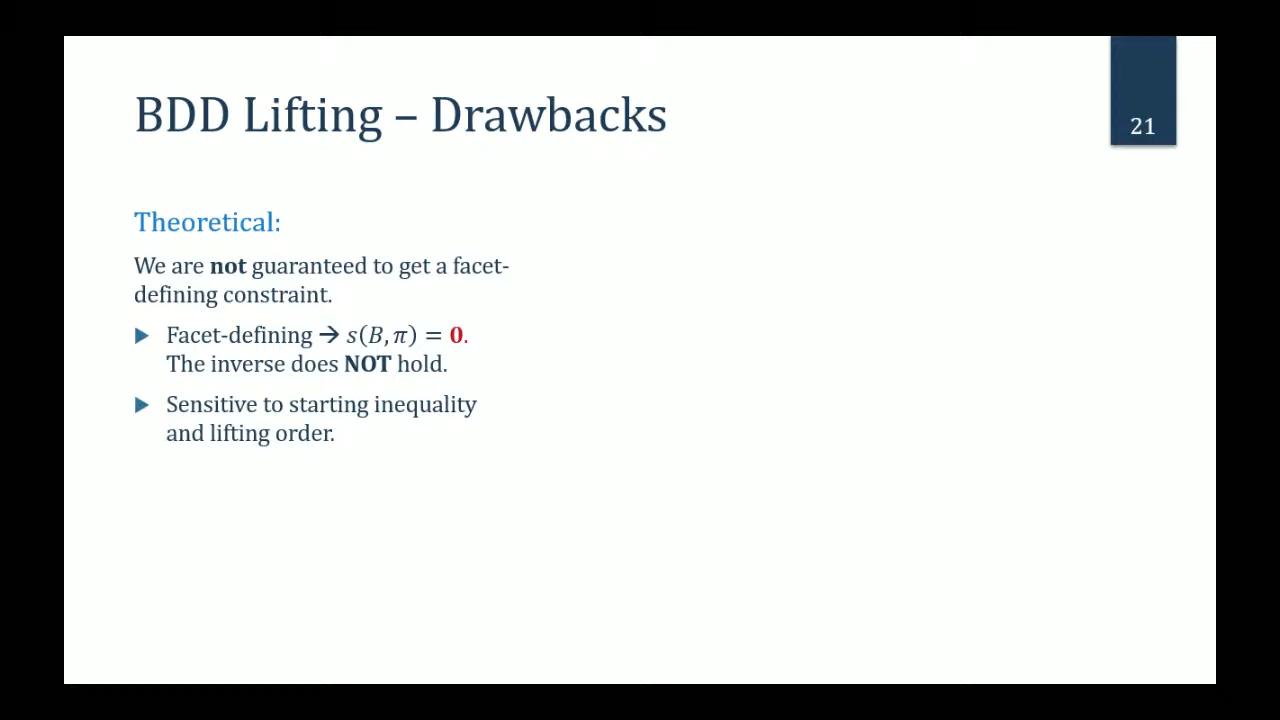 BDD Lifting – Drawbacks
21
Theoretical:
We are not guaranteed to get a facet-
defining constraint.
Facet-defining → s(B, π) = 0.
The inverse does NOT hold.
Sensitive to starting inequality
and lifting order.